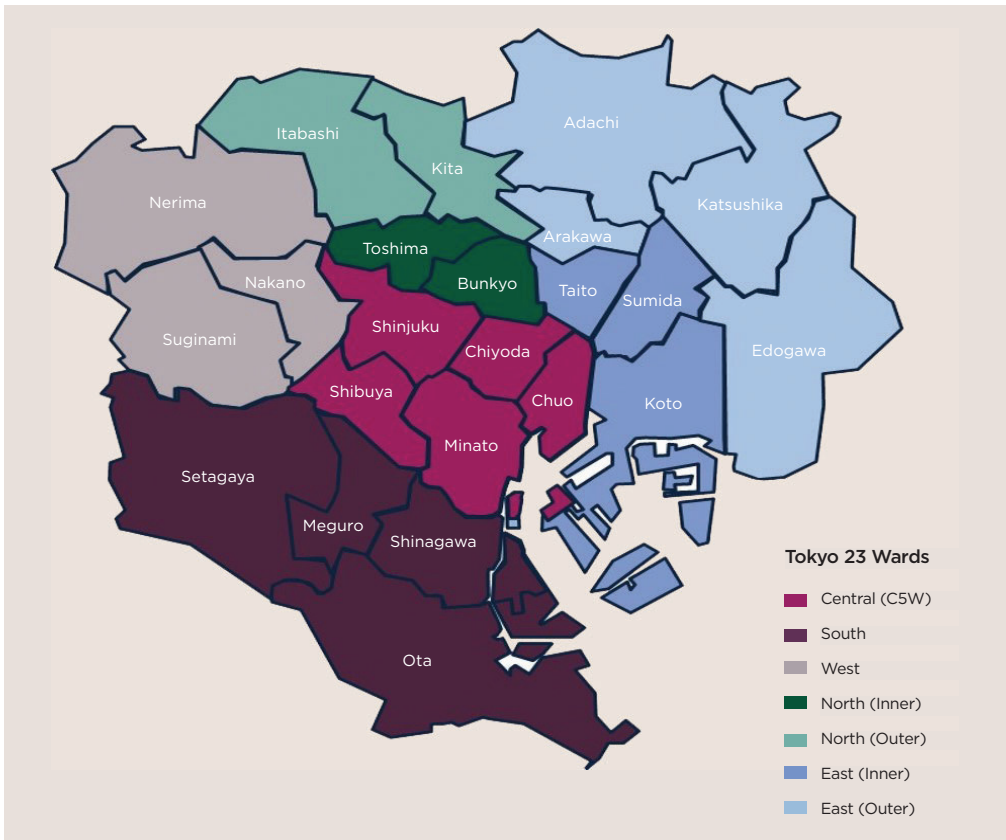 Adachi
Itabashi
Kita
Nerima
Katsushika
Arakawa
Toshima
Nakano
Bunkyo
Taito
Sumida
Shinjuku
Suginami
Chiyoda
Edogawa
Shibuya
Chuo
Koto
Minato
Setagaya
Meguro
Shinagawa
Ota
Tokyo 23 Wards
Central (C5W)
South
West
North (Inner)
North (Outer)
East (Inner)
East (Outer)